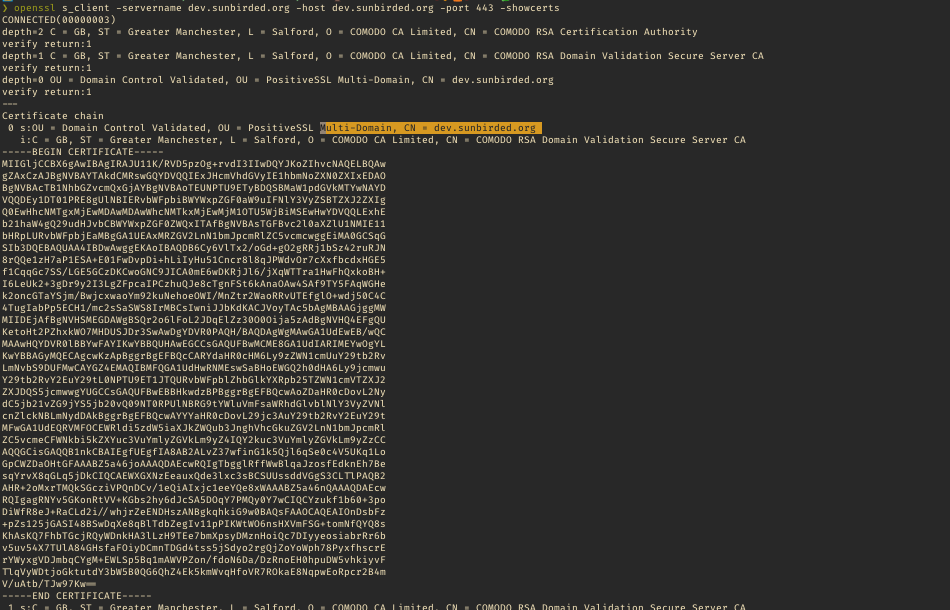 ❯ openssl s_client -servername dev.sunbirded.org -host dev.sunbirded.org -port 443 -showcerts
CONNECTED(00000003)
depth=2 C = GB, ST = Greater Manchester, L = Salford, O = COMODO CA Limited, CN = COMODO RSA Certification Authority
verify return:1
depth=1 C = GB, ST = Greater Manchester, L = Salford, O = COMODO CA Limited, CN = COMODO RSA Domain Validation Secure Server CA
verify return:1
depth=0 OU = Domain Control Validated, OU = PositiveSSL Multi-Domain, CN = dev.sunbirded.org
verify return:1
---
Certificate chain
0 s:OU = Domain Control Validated, OU = PositiveSSL Multi-Domain, CN = dev.sunbirded.org
i:C = GB, ST = Greater Manchester, L = Salford, O = COMODO CA Limited, CN = COMODO RSA Domain Validation Secure Server CA
-----BEGIN CERTIFICATE-----
MIIGljCCBX6gAwIBAgIRAJU11K/RVD5pzOg+rvdI3IIwDQYJKoZIhvcNAQELBQAw
gZAxCzAJBgNVBAYTAkdCMRswGQYDVQQIExJHcmVhdGVyIE1hbmNoZXN0ZXIxEDAO
BgNVBAcTB1NhbGZvcmQxGjAYBgNVBAoTEUNPTU9ETyBDQSBMaW1pdGVkMTYwNAYD
VQQDEy1DT01PRE8gUlNBIERvbWFpbiBWYWxpZGF0aW9uIFNlY3VyZSBTZXJ2ZXIg
Q0EwHhcNMTgxMjEwMDAwMDAwWhcNMTkxMjEwMjM1OTU5WjBiMSEwHwYDVQQLExhE
b21haW4gQ29udHJvbCBWYWxpZGF0ZWQxITAfBgNVBAsTGFBvc2l0aXZlU1NMIE11
bHRpLURvbWFpbjEaMBgGA1UEAxMRZGV2LnN1bmJpcmRlZC5vcmcwggEiMA0GCSqG
SIb3DQEBAQUAA4IBDwAwggEKAoIBAQDB6Cy6VlTx2/oGd+gO2gRRj1bSz42ruRJN
8rQQe1zH7aP1ESA+E01FwDvpDi+hLiIyHu51Cncr8l8qJPWdvOr7cXxfbcdxHGE5
f1CqqGc7SS/LGE5GCzDKCwoGNC9JICA0mE6wDKRjJl6/jXqWTTra1HwFhQxkoBH+
I6LeUk2+3gDr9y2I3LgZFpcaIPCzhuQJe8cTgnFSt6kAnaOAw4SAf9TY5FAqWGHe
k2oncGTaYSjm/BwjcxwaoYm92kuNehoeOWI/MnZtr2WaoRRvUTEfglO+wdj50C4C
4TugIabPp5ECH1/mc2sSaSWS8IrMBCsIwniJJbKdKACJVoyTAc5bAgMBAAGjggMW
MIIDEjAfBgNVHSMEGDAWgBSQr2o6lFoL2JDqElZz30O0Oija5zAdBgNVHQ4EFgQU
KetoHt2PZhxkWO7MHDUSJDr3SwAwDgYDVR0PAQH/BAQDAgWgMAwGA1UdEwEB/wQC
MAAwHQYDVR0lBBYwFAYIKwYBBQUHAwEGCCsGAQUFBwMCME8GA1UdIARIMEYwOgYL
KwYBBAGyMQECAgcwKzApBggrBgEFBQcCARYdaHR0cHM6Ly9zZWN1cmUuY29tb2Rv
LmNvbS9DUFMwCAYGZ4EMAQIBMFQGA1UdHwRNMEswSaBHoEWGQ2h0dHA6Ly9jcmwu
Y29tb2RvY2EuY29tL0NPTU9ET1JTQURvbWFpblZhbGlkYXRpb25TZWN1cmVTZXJ2
ZXJDQS5jcmwwgYUGCCsGAQUFBwEBBHkwdzBPBggrBgEFBQcwAoZDaHR0cDovL2Ny
dC5jb21vZG9jYS5jb20vQ09NT0RPUlNBRG9tYWluVmFsaWRhdGlvblNlY3VyZVNl
cnZlckNBLmNydDAkBggrBgEFBQcwAYYYaHR0cDovL29jc3AuY29tb2RvY2EuY29t
MFwGA1UdEQRVMFOCEWRldi5zdW5iaXJkZWQub3JnghVhcGkuZGV2LnN1bmJpcmRl
ZC5vcmeCFWNkbi5kZXYuc3VuYmlyZGVkLm9yZ4IQY2kuc3VuYmlyZGVkLm9yZzCC
AQQGCisGAQQB1nkCBAIEgfUEgfIA8AB2ALvZ37wfinG1k5Qjl6qSe0c4V5UKq1Lo
GpCWZDaOHtGFAAABZ5a46joAAAQDAEcwRQIgTbgglRffWwBlqaJzosfEdknEh7Be
sqYrvX8qGLq5jDkCIQCAEWXGXNzEeauxQde3lxc3sBCSUUssddVGgS3CLTlPAQB2
AHR+2oMxrTMQkSGcziVPQnDCv/1eQiAIxjc1eeYQe8xWAAABZ5a46nQAAAQDAEcw
RQIgagRNYv5GKonRtVV+KGbs2hy6dJcSA5DOqY7PMQy0Y7wCIQCYzukf1b60+3po
DiWfR8eJ+RaCLd2i//whjrZeENDHszANBgkqhkiG9w0BAQsFAAOCAQEAIOnDsbFz
+pZs125jGASI48BSwDqXe8qBlTdbZegIv11pPIKWtWO6nsHXVmFSG+tomNfQYQ8s
KhAsKQ7FhbTGcjRQyWDnkHA3lLzH9TEe7bmXpsyDMznHoiQc7DIyyeosiabrRr6b
v5uv54X7TUlA84GHsfaFOiyDCmnTDGd4tss5jSdyo2rgQjZoYoWph78PyxfhscrE
rYWyxgVDJmbqCYgM+EWLSp5Bq1mAWVPZon/fdoN6Da/DzRnoEH0hpuDW5vhkiyvF
TlqVyWDtjoGktutdY3bW5B0QG6QhZ4Ek5kmWvqHfoVR7ROkaE8NqpwEoRpcr2B4m
V/uAtb/TJw97Kw==
-----END CERTIFICATE-----
1 s:C = GB, ST = Greater Manchester, L = Salford, O = COMODO CA Limited, CN = COMODO RSA Domain Validation Secure Server CA